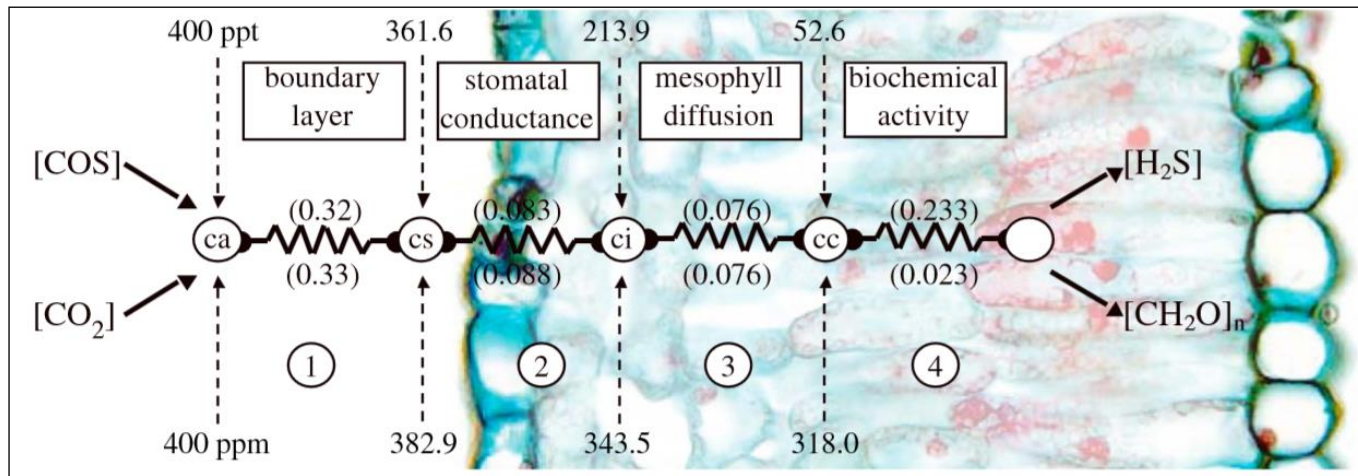 400 ppt 361.6 213.9 52.6
boundary layer
stomatal conductance
mesophyll diffusion
biochemical activity
[COS] [H₂S]
(0.32) (0.083) (0.076) (0.233)
ca cs ci cc
(0.33) (0.088) (0.076) (0.023)
[CO₂] [CH₂O]ₙ
1 2 3 4
400 ppm 382.9 343.5 318.0